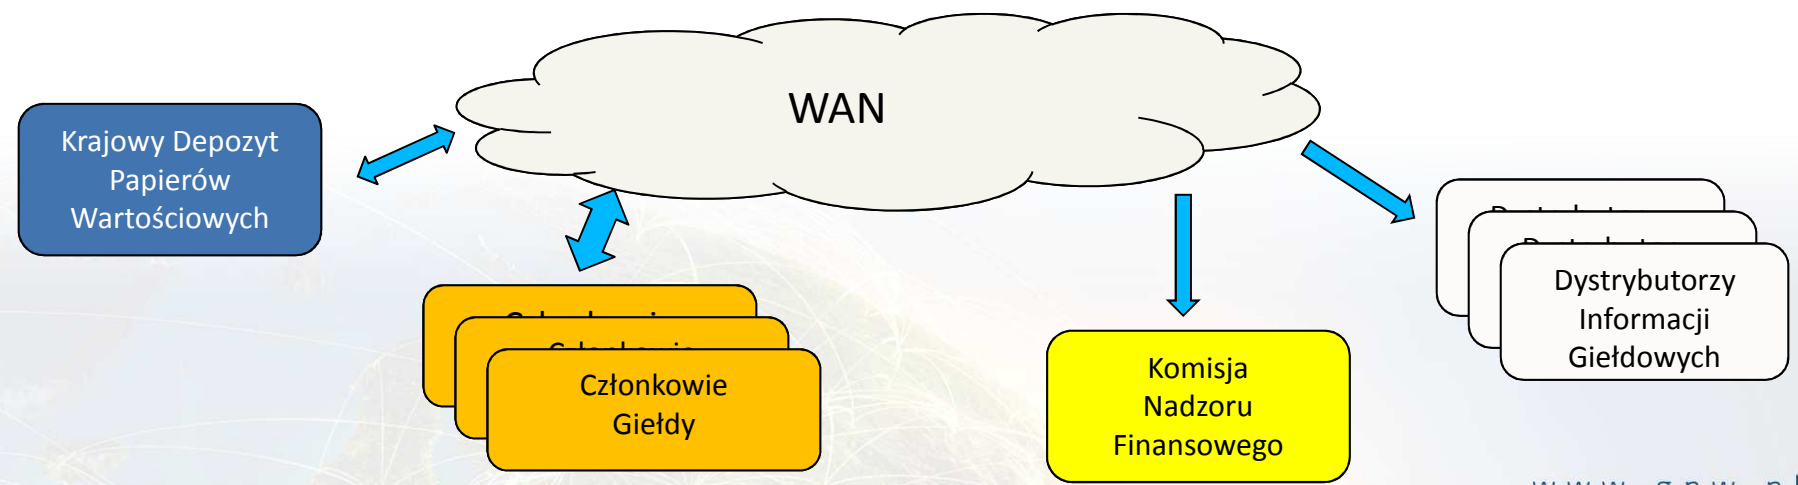 WAN
Krajowy Depozyt
Papierów
Wartościowych
Członkowie
Giełdy
Komisja
Nadzoru
Finansowego
Dystrybutorzy
Informacji
Giełdowych